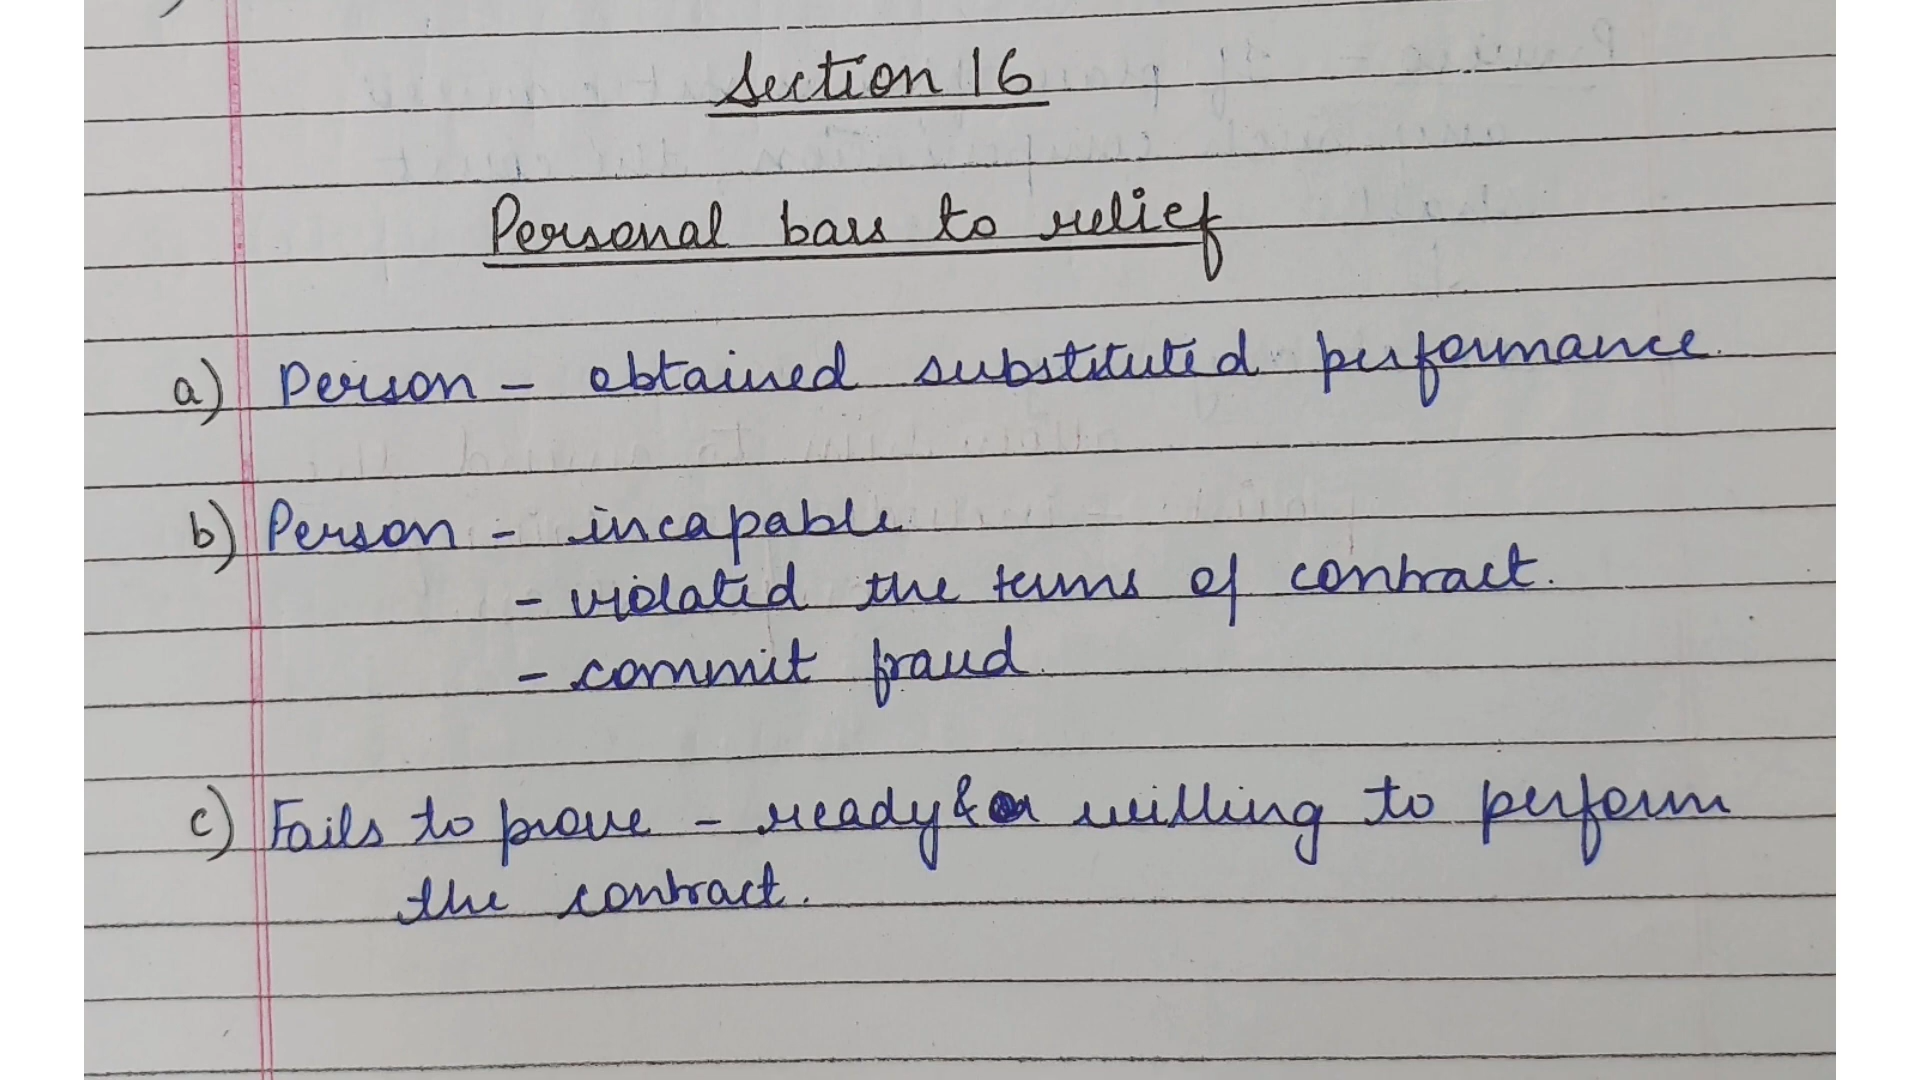 Section 16
Personal bars to relief
a) Person - obtained substituted performance.
b) Person - incapable
- violated the terms of contract.
- commit fraud.
c) Fails to prove - ready & willing to perform
the contract.